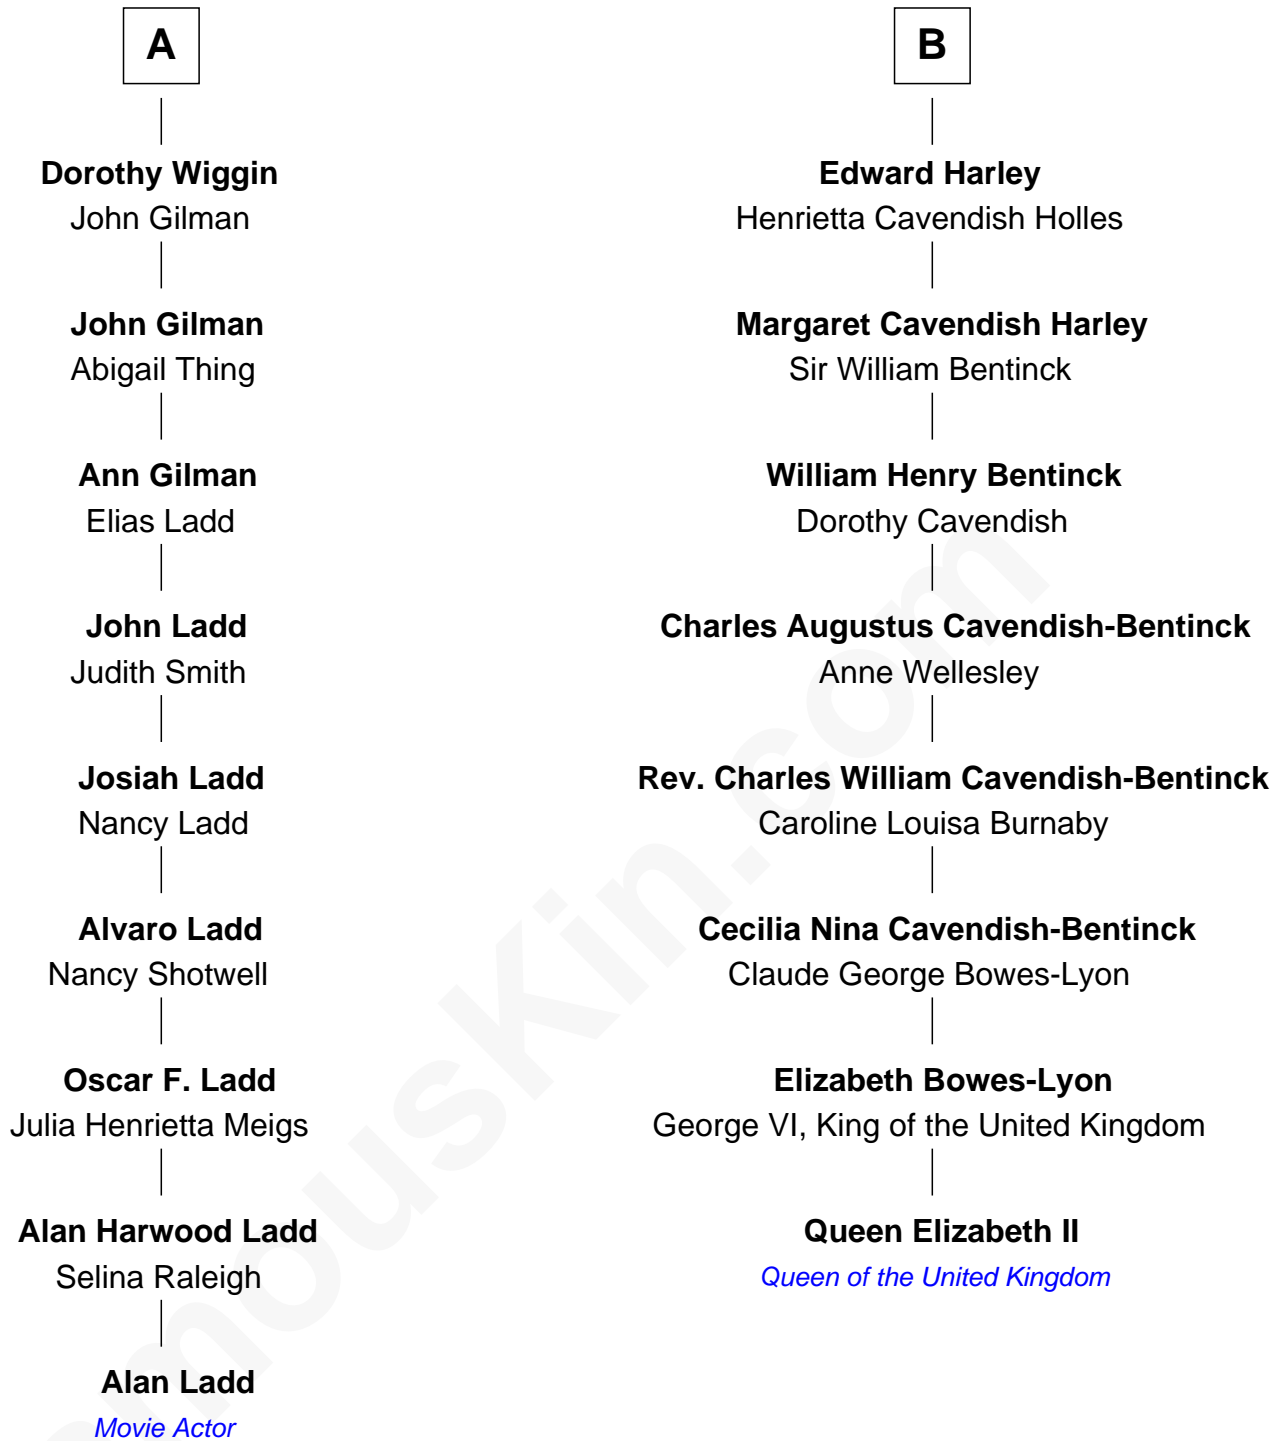 A
Dorothy Wiggin
John Gilman
John Gilman
Abigail Thing
Ann Gilman
Elias Ladd
John Ladd
Judith Smith
Josiah Ladd
Nancy Ladd
Alvaro Ladd
Nancy Shotwell
Oscar F. Ladd
Julia Henrietta Meigs
Alan Harwood Ladd
Selina Raleigh
Alan Ladd
Movie Actor
B
Edward Harley
Henrietta Cavendish Holles
Margaret Cavendish Harley
Sir William Bentinck
William Henry Bentinck
Dorothy Cavendish
Charles Augustus Cavendish-Bentinck
Anne Wellesley
Rev. Charles William Cavendish-Bentinck
Caroline Louisa Burnaby
Cecilia Nina Cavendish-Bentinck
Claude George Bowes-Lyon
Elizabeth Bowes-Lyon
George VI, King of the United Kingdom
Queen Elizabeth II
Queen of the United Kingdom
mousKin.com